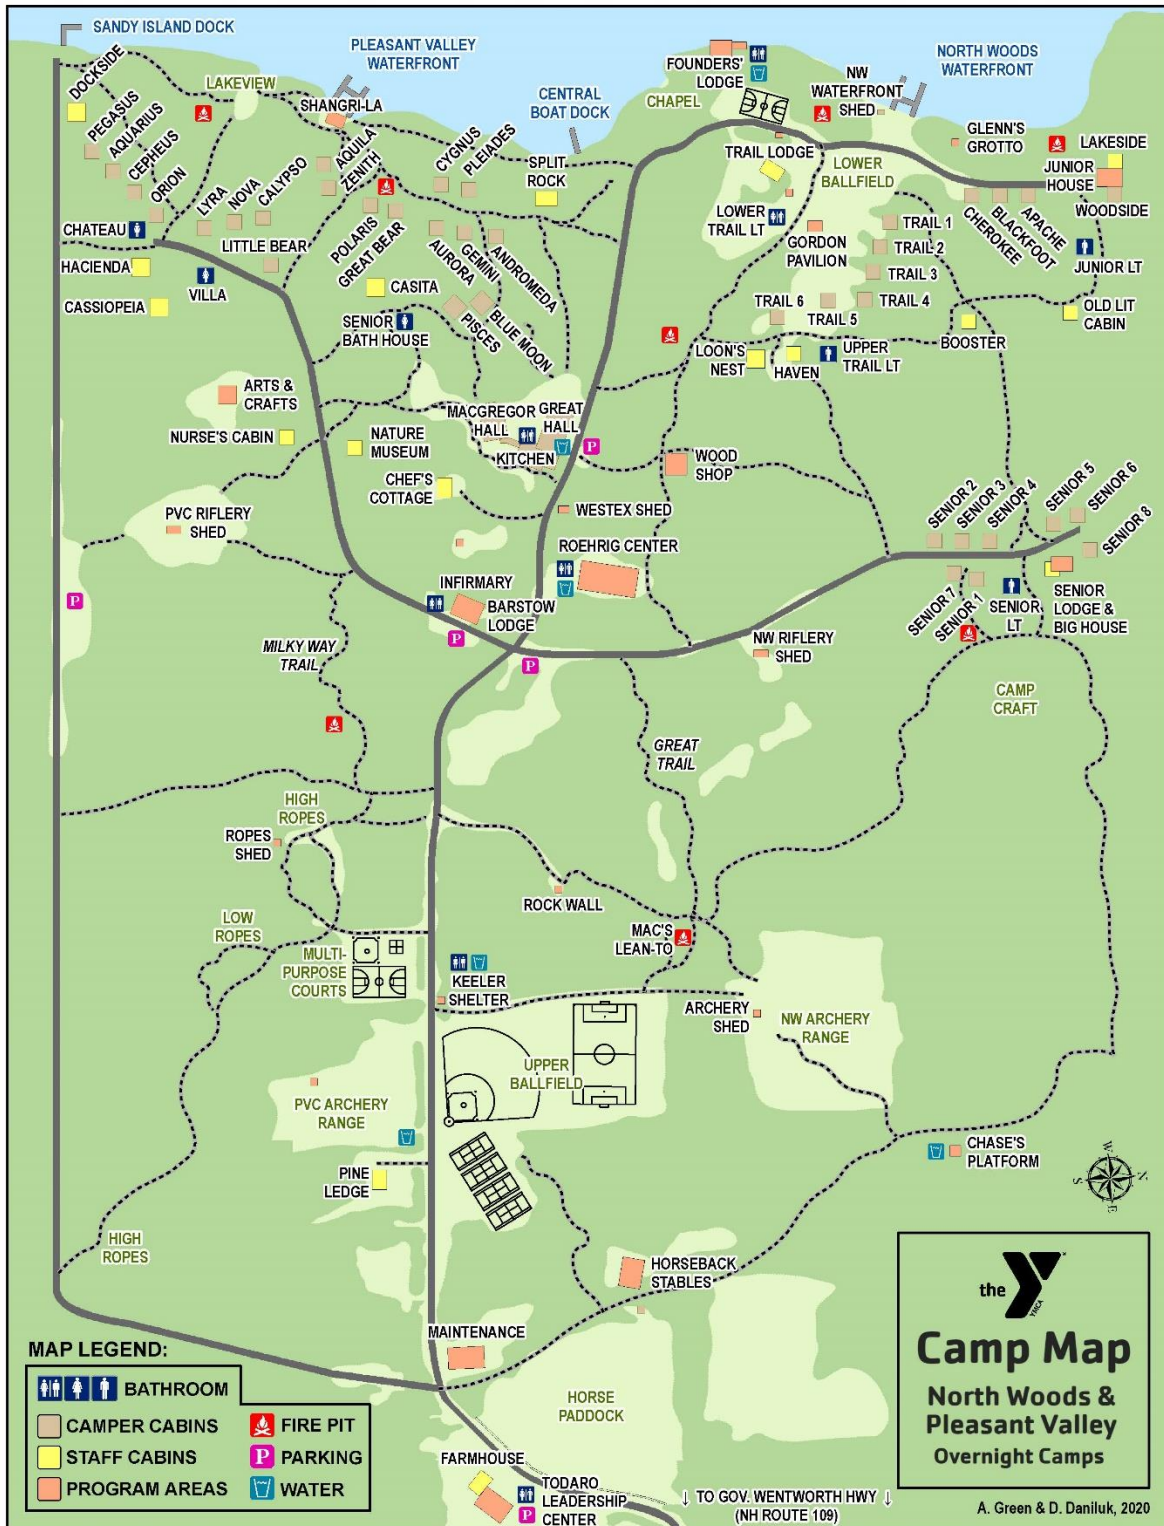 SANDY ISLAND DOCK
PLEASANT VALLEY
WATERFRONT
CENTRAL
BOAT DOCK
FOUNDERS'
LODGE
CHAPEL
NW
WATERFRONT
SHED
NORTH WOODS
WATERFRONT
DOCKSIDE
PEGASUS
AQUARIUS
CEPHEUS
ORION
LAKEVIEW
SHANGRI-LA
LYRA
NOVA
CALYPSO
AQUILA
ZENITH
CYGNUS
PLEIADES
SPLIT
ROCK
TRAIL LODGE
LOWER
BALLFIELD
GLENN'S
GROTTO
LAKESIDE
JUNIOR
HOUSE
WOODSIDE
CHEROKEE
BLACKFOOT
APACHE
JUNIOR LT
CHATEAU
HACIENDA
VILLA
CASSIOPEIA
LITTLE BEAR
POLARIS
GREAT BEAR
AURORA
GEMINI
ANDROMEDA
CASITA
PISCES
BLUE MOON
SENIOR
BATH HOUSE
LOWER
TRAIL LT
GORDON
PAVILION
TRAIL 1
TRAIL 2
TRAIL 3
TRAIL 4
TRAIL 6
TRAIL 5
LOON'S
NEST
HAVEN
UPPER
TRAIL LT
BOOSTER
OLD LIT
CABIN
ARTS &
CRAFTS
NURSE'S CABIN
NATURE
MUSEUM
MACGREGOR
HALL
GREAT
HALL
KITCHEN
P
CHEF'S
COTTAGE
WOOD
SHOP
WESTEX SHED
PVC RIFLERY
SHED
ROEHRIG CENTER
SENIOR 2
SENIOR 3
SENIOR 4
SENIOR 5
SENIOR 6
SENIOR 8
SENIOR 7
SENIOR 1
SENIOR
LT
SENIOR
LODGE &
BIG HOUSE
P
INFIRMARY
BARSTOW
LODGE
P
P
MILKY WAY
TRAIL
NW RIFLERY
SHED
CAMP
CRAFT
GREAT
TRAIL
HIGH
ROPES
ROPES
SHED
ROCK WALL
LOW
ROPES
MULTI-
PURPOSE
COURTS
MAC'S
LEAN-TO
KEELER
SHELTER
ARCHERY
SHED
NW ARCHERY
RANGE
UPPER
BALLFIELD
PVC ARCHERY
RANGE
PINE
LEDGE
CHASE'S
PLATFORM
W
N
S
E
HIGH
ROPES
HORSEBACK
STABLES
MAINTENANCE
HORSE
PADDOCK
FARMHOUSE
TODARO
LEADERSHIP
CENTER
P
↓ TO GOV. WENTWORTH HWY ↓
(NH ROUTE 109)
MAP LEGEND:
BATHROOM
CAMPER CABINS
FIRE PIT
STAFF CABINS
P PARKING
PROGRAM AREAS
WATER
the Y
YMCA
Camp Map
North Woods &
Pleasant Valley
Overnight Camps
A. Green & D. Daniluk, 2020